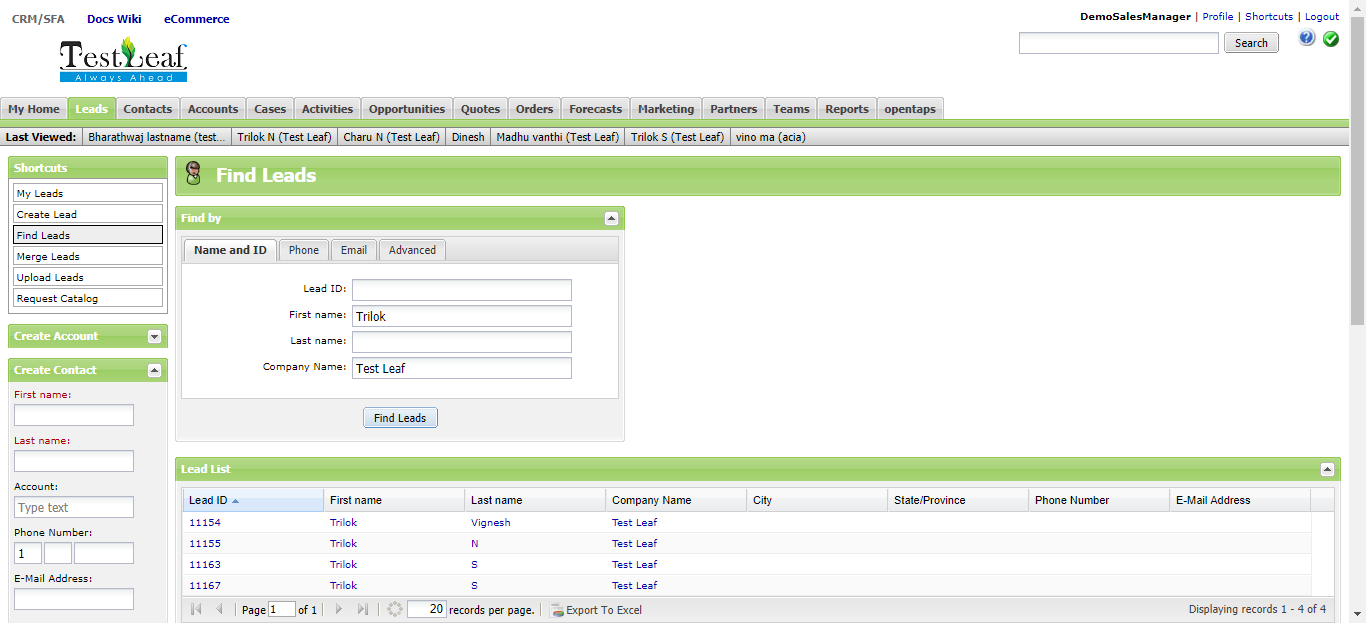 CRM/SFA Docs Wiki eCommerce
DemoSalesManager | Profile | Shortcuts | Logout
Search
TestLeaf
Always Ahead
My Home Leads Contacts Accounts Cases Activities Opportunities Quotes Orders Forecasts Marketing Partners Teams Reports opentaps
Last Viewed: Bharathwaj lastname (test... Trilok N (Test Leaf) Charu N (Test Leaf) Dinesh Madhu vanthi (Test Leaf) Trilok S (Test Leaf) vino ma (acia)
Shortcuts
My Leads
Create Lead
Find Leads
Merge Leads
Upload Leads
Request Catalog
Create Account
Create Contact
First name:
Last name:
Account:
Type text
Phone Number:
1
E-Mail Address:
Find Leads
Find by
Name and ID Phone Email Advanced
Lead ID:
First name: Trilok
Last name:
Company Name: Test Leaf
Find Leads
Lead List
Lead ID First name Last name Company Name City State/Province Phone Number E-Mail Address
11154 Trilok Vignesh Test Leaf
11155 Trilok N Test Leaf
11163 Trilok S Test Leaf
11167 Trilok S Test Leaf
Page 1 of 1 20 records per page. Export To Excel Displaying records 1 - 4 of 4